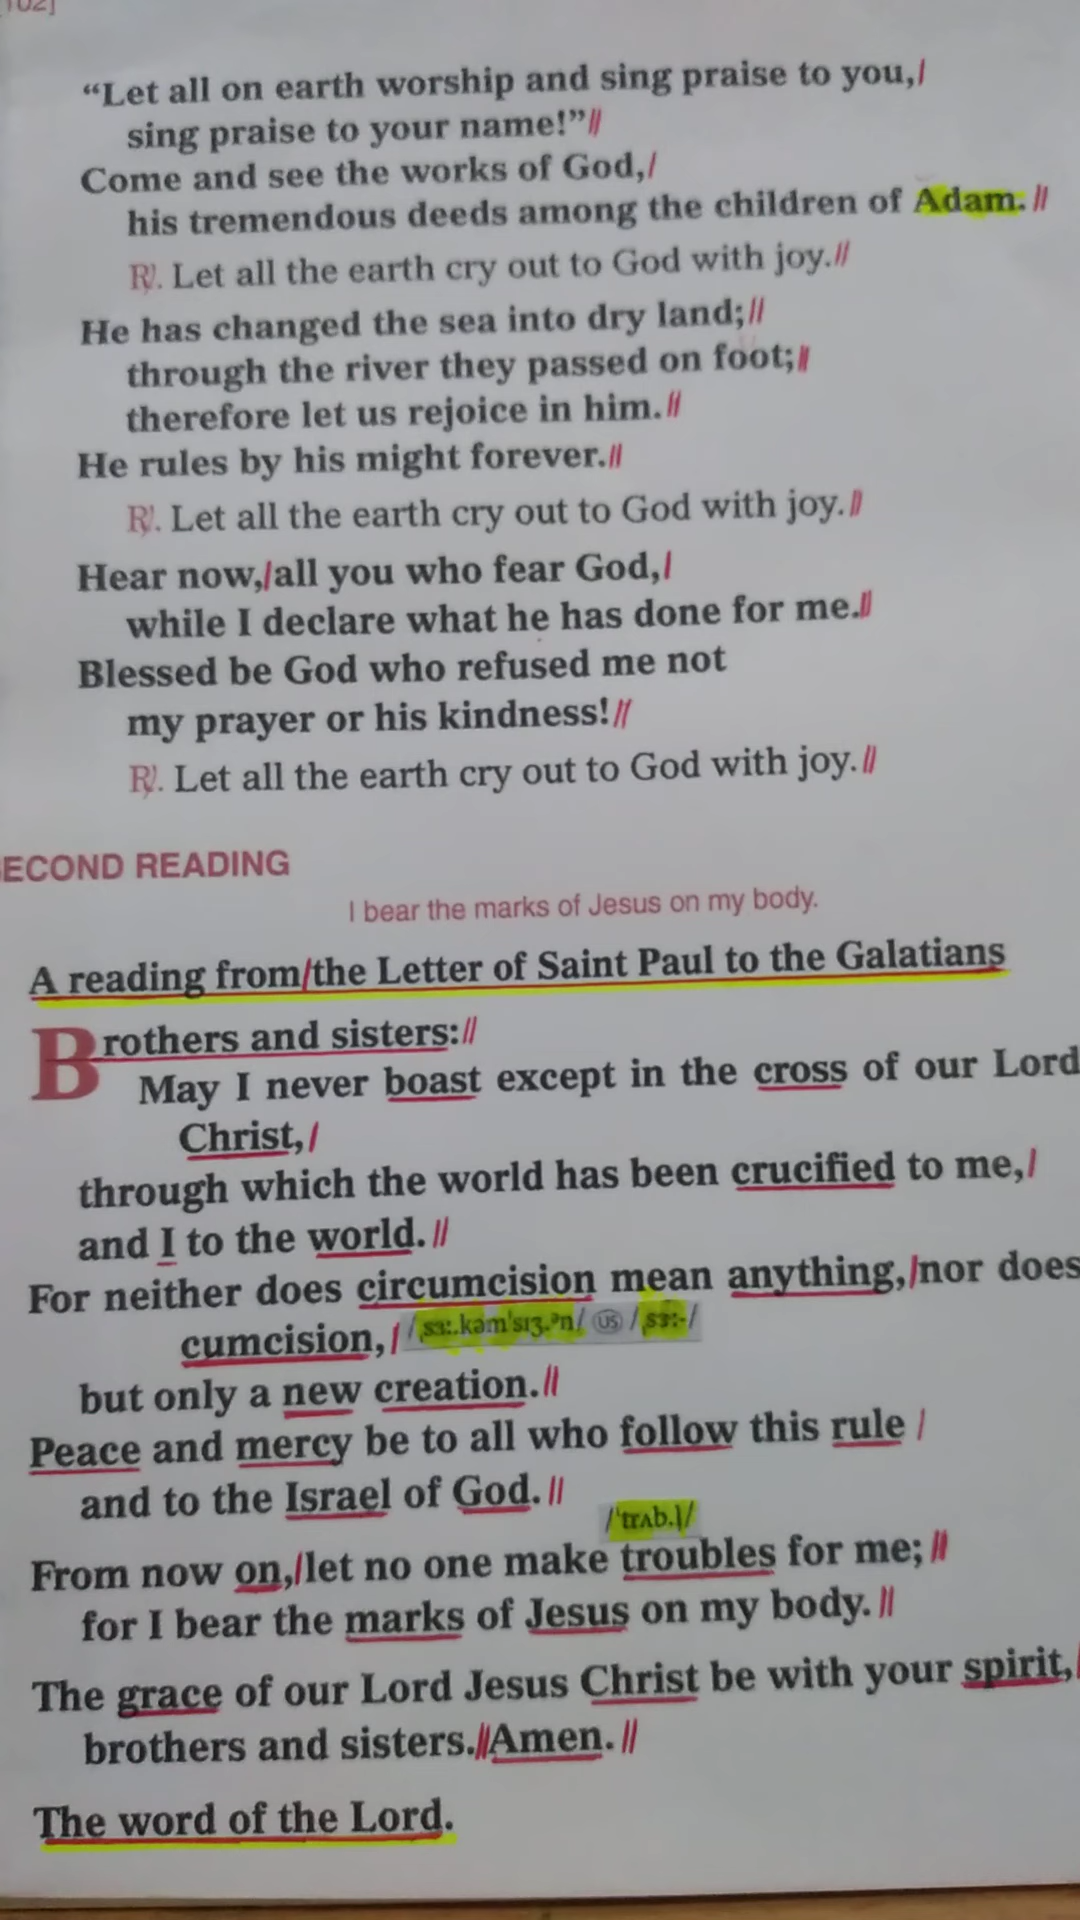 102]
“Let all on earth worship and sing praise to you,/
sing praise to your name!”//
Come and see the works of God,/
his tremendous deeds among the children of Adam.//
R. Let all the earth cry out to God with joy.//
He has changed the sea into dry land;//
through the river they passed on foot;//
therefore let us rejoice in him.//
He rules by his might forever.//
R. Let all the earth cry out to God with joy.//
Hear now,/all you who fear God,/
while I declare what he has done for me.//
Blessed be God who refused me not
my prayer or his kindness!//
R. Let all the earth cry out to God with joy.//
ECOND READING
I bear the marks of Jesus on my body.
A reading from/the Letter of Saint Paul to the Galatians
Brothers and sisters://
May I never boast except in the cross of our Lord
Christ,/
through which the world has been crucified to me,/
and I to the world.//
For neither does circumcision mean anything,/nor does
cumcision,/ /ˌsɜː.kəmˈsɪʒ.ᵊn/ US /ˌsɝː-/
but only a new creation.//
Peace and mercy be to all who follow this rule /
and to the Israel of God.//
/ˈtrʌb.l̩/
From now on,/let no one make troubles for me;//
for I bear the marks of Jesus on my body.//
The grace of our Lord Jesus Christ be with your spirit,/
brothers and sisters.//Amen.//
The word of the Lord.